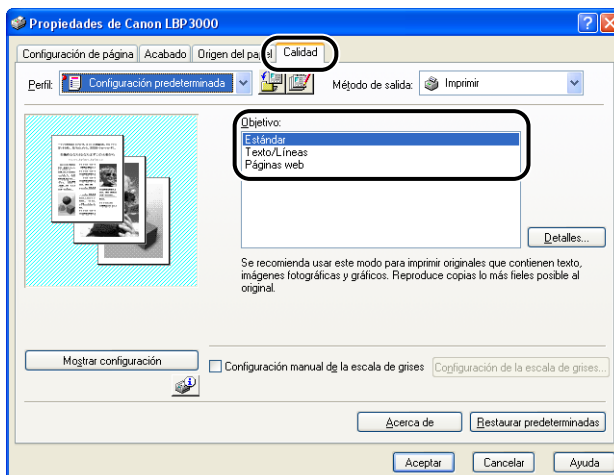 Propiedades de Canon LBP3000
Configuración de página Acabado Origen del papel Calidad
Perfil: Configuración predeterminada Método de salida: Imprimir
Objetivo:
Estándar
Texto/Líneas
Páginas web
Detalles...
Se recomienda usar este modo para imprimir originales que contienen texto,
imágenes fotográficas y gráficos. Reproduce copias lo más fieles posible al
original.
Mostrar configuración
Configuración manual de la escala de grises Configuración de la escala de grises...
Acerca de Restaurar predeterminadas
Aceptar Cancelar Ayuda